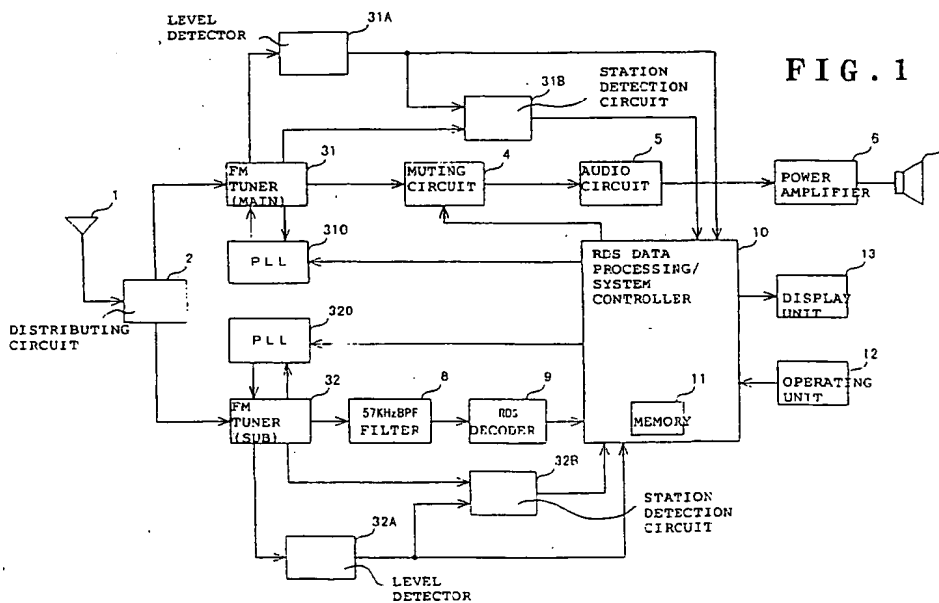 FIG.1
LEVEL
DETECTOR
31A
31B
STATION
DETECTION
CIRCUIT
31
FM
TUNER
(MAIN)
4
MUTING
CIRCUIT
5
AUDIO
CIRCUIT
6
POWER
AMPLIFIER
1
2
DISTRIBUTING
CIRCUIT
310
PLL
320
PLL
10
RDS DATA
PROCESSING/
SYSTEM
CONTROLLER
13
DISPLAY
UNIT
12
OPERATING
UNIT
11
MEMORY
32
FM
TUNER
(SUB)
8
57KHzBPF
FILTER
9
RDS
DECODER
32B
STATION
DETECTION
CIRCUIT
32A
LEVEL
DETECTOR